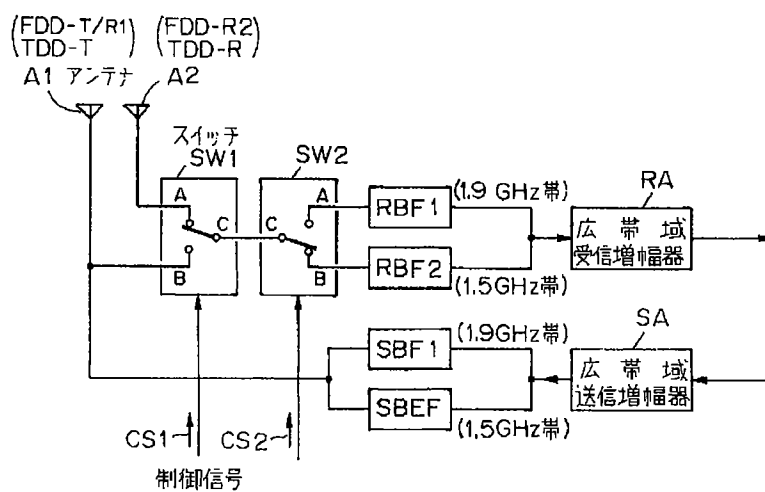 (FDD-T/R1) (FDD-R2)
(TDD-T) (TDD-R)
A1 アンテナ A2
スイッチ
SW1 SW2
A A
C C
B B
RBF1 (1.9 GHz帯)
RBF2 (1.5GHz帯)
RA
広帯域
受信増幅器
SBF1 (1.9GHz帯)
SBEF (1.5GHz帯)
SA
広帯域
送信増幅器
CS1 CS2
制御信号